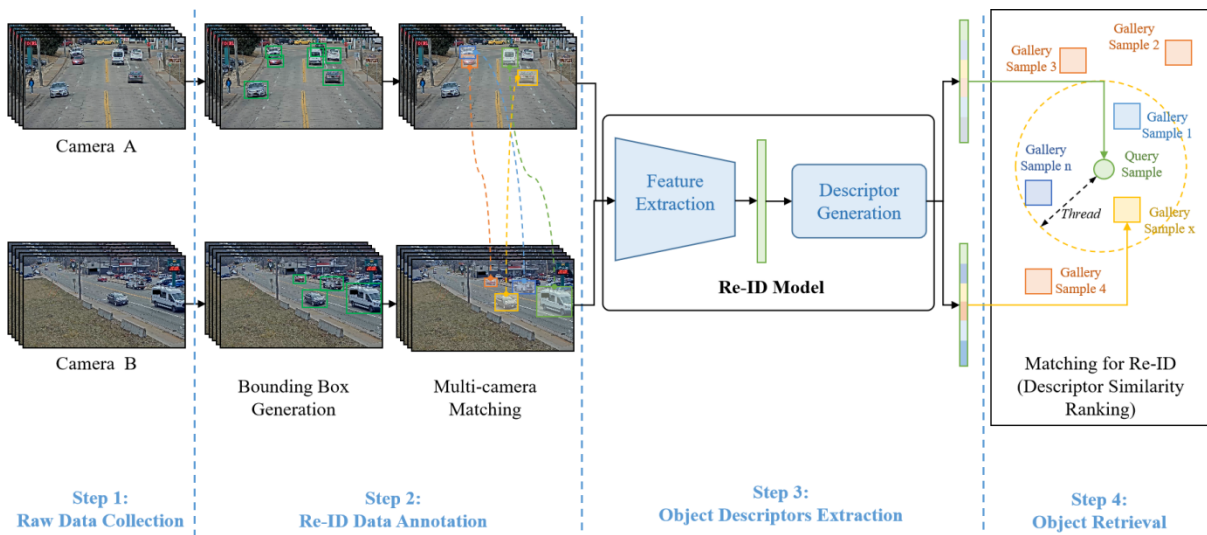 Camera A
Camera B
Bounding Box
Generation
Multi-camera
Matching
Feature
Extraction
Descriptor
Generation
Re-ID Model
Gallery
Sample 2
Gallery
Sample 3
Gallery
Sample 1
Gallery
Sample n
Query
Sample
Thread
Gallery
Sample x
Gallery
Sample 4
Matching for Re-ID
(Descriptor Similarity
Ranking)
Step 1:
Raw Data Collection
Step 2:
Re-ID Data Annotation
Step 3:
Object Descriptors Extraction
Step 4:
Object Retrieval